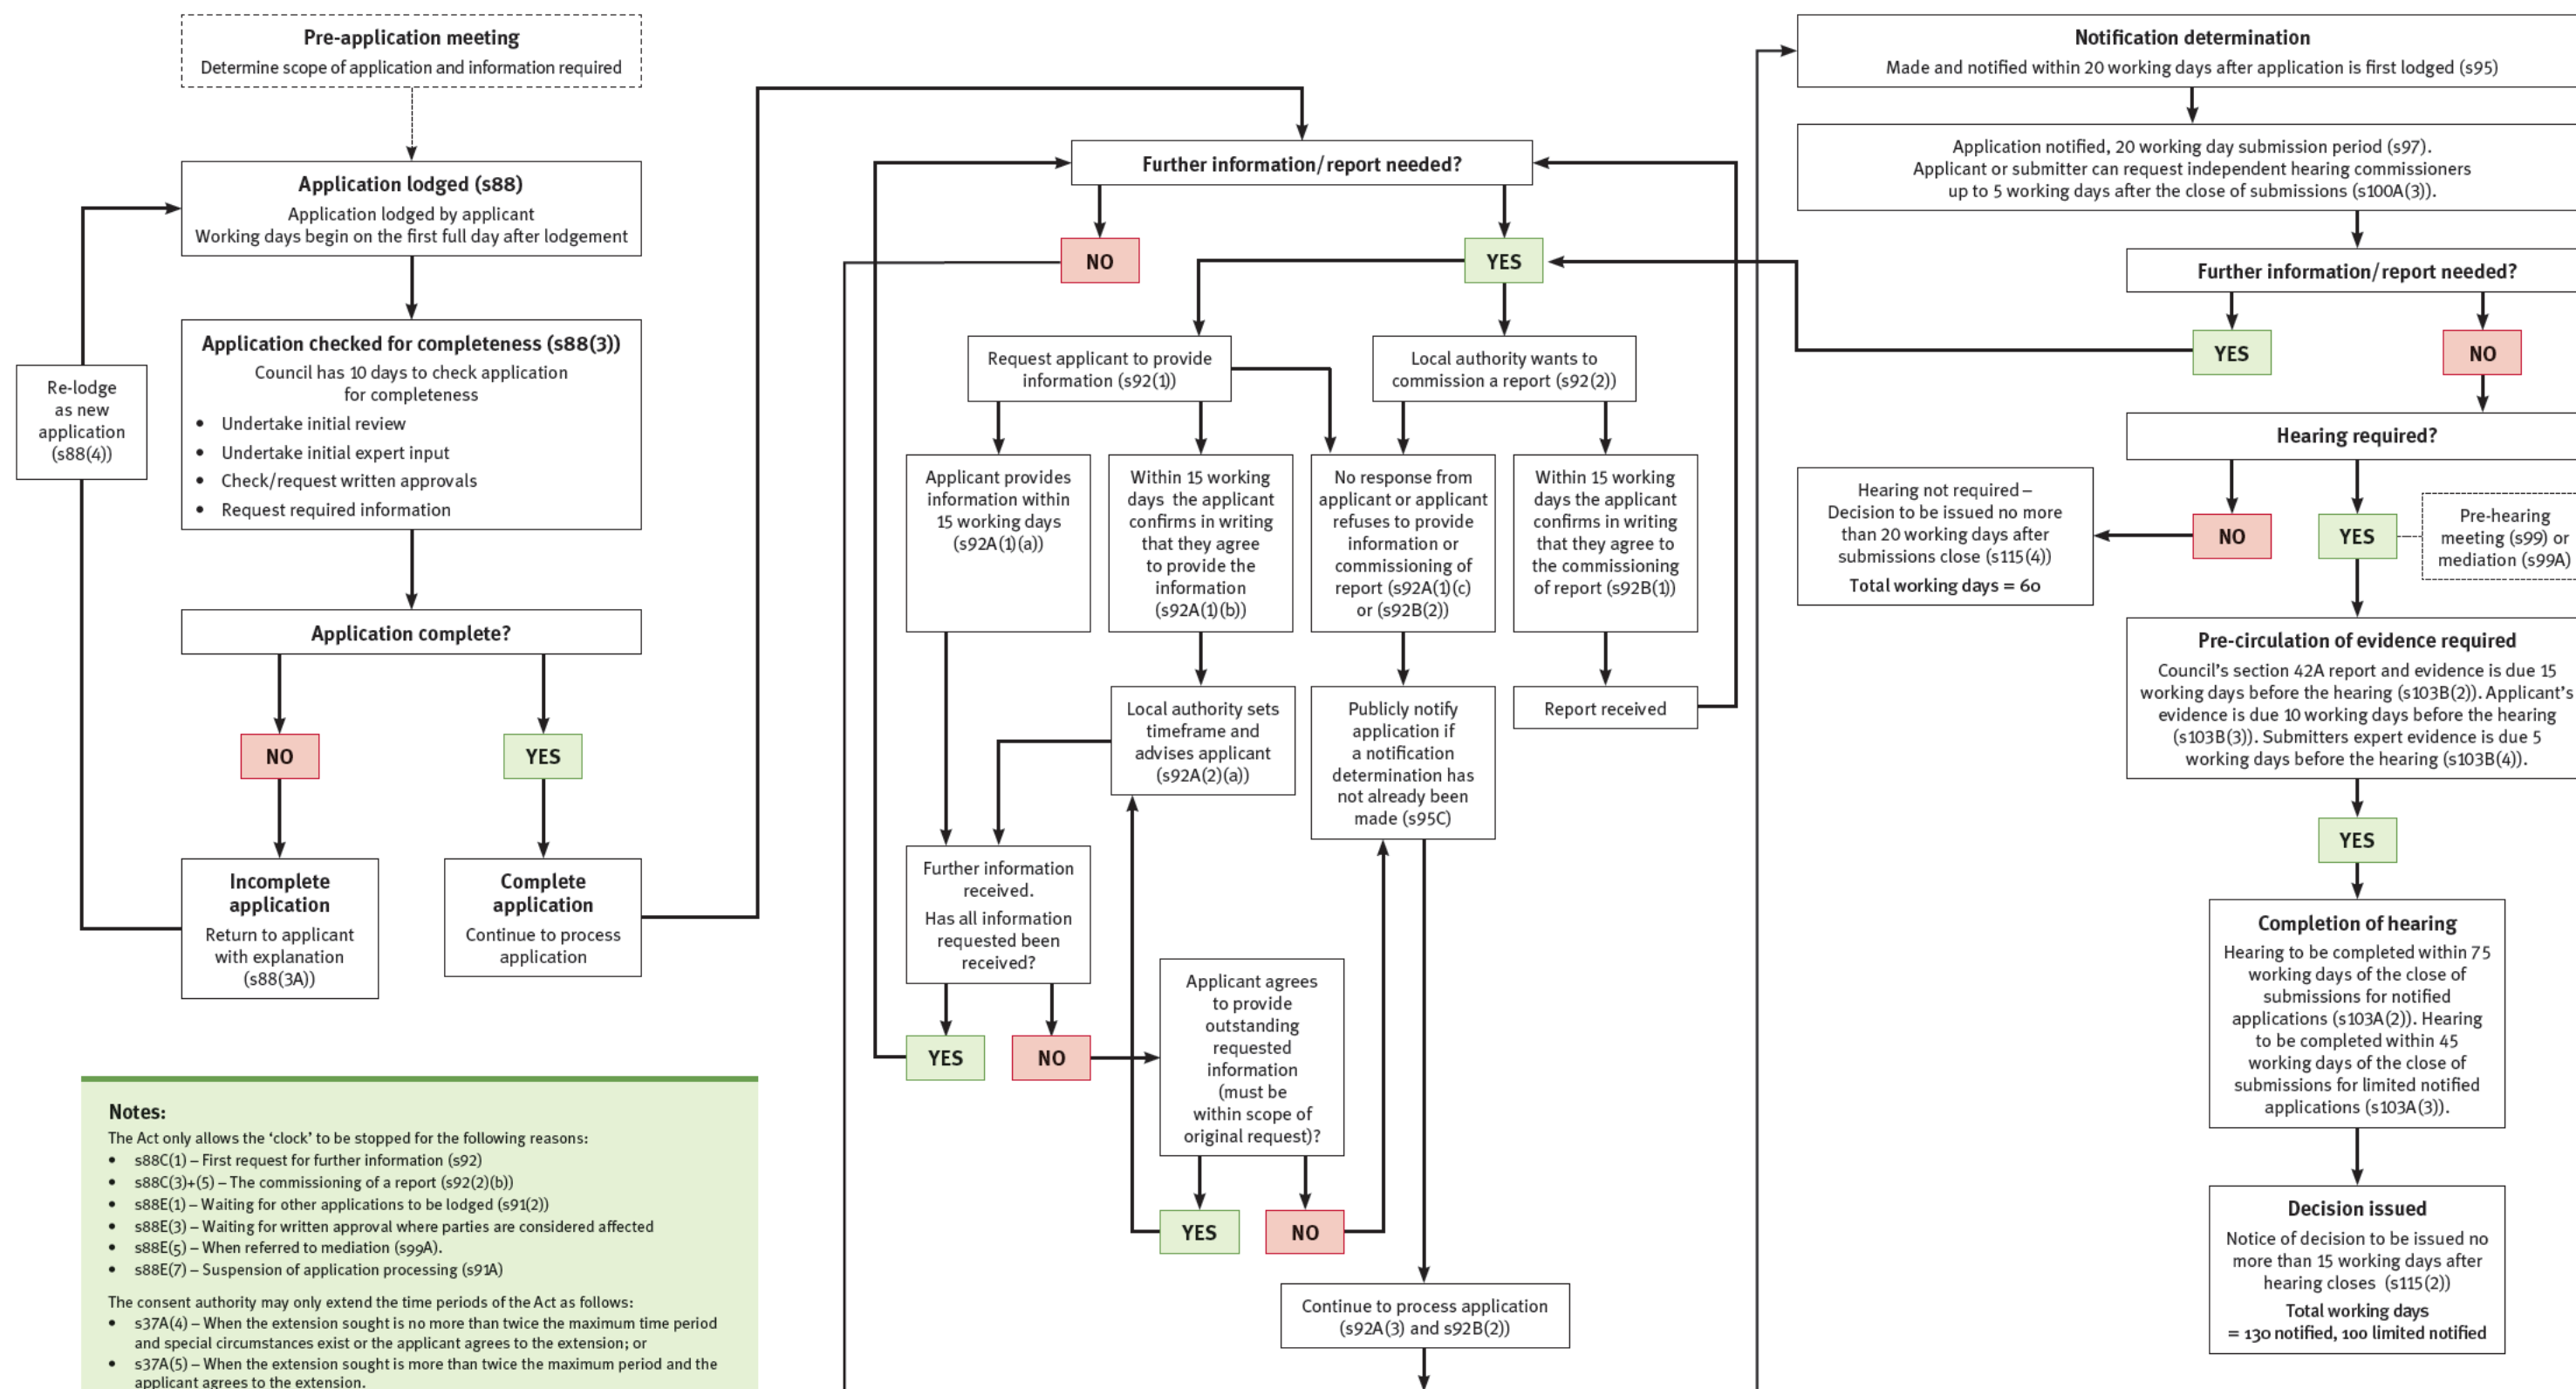 Pre-application meeting
Determine scope of application and information required
Application lodged (s88)
Application lodged by applicant
Working days begin on the first full day after lodgement
Application checked for completeness (s88(3))
Council has 10 days to check application
for completeness
• Undertake initial review
• Undertake initial expert input
• Check/request written approvals
• Request required information
Re-lodge
as new
application
(s88(4))
Application complete?
NO
YES
Incomplete
application
Return to applicant
with explanation
(s88(3A))
Complete
application
Continue to process
application
Notes:
The Act only allows the ‘clock’ to be stopped for the following reasons:
• s88C(1) – First request for further information (s92)
• s88C(3)+(5) – The commissioning of a report (s92(2)(b))
• s88E(1) – Waiting for other applications to be lodged (s91(2))
• s88E(3) – Waiting for written approval where parties are considered affected
• s88E(5) – When referred to mediation (s99A).
• s88E(7) – Suspension of application processing (s91A)
The consent authority may only extend the time periods of the Act as follows:
• s37A(4) – When the extension sought is no more than twice the maximum time period
and special circumstances exist or the applicant agrees to the extension; or
• s37A(5) – When the extension sought is more than twice the maximum period and the
applicant agrees to the extension.
Further information/report needed?
NO
YES
Request applicant to provide
information (s92(1))
Local authority wants to
commission a report (s92(2))
Applicant provides
information within
15 working days
(s92A(1)(a))
Within 15 working
days the applicant
confirms in writing
that they agree
to provide the
information
(s92A(1)(b))
No response from
applicant or applicant
refuses to provide
information or
commissioning of
report (s92A(1)(c)
or (s92B(2))
Within 15 working
days the applicant
confirms in writing
that they agree to
the commissioning
of report (s92B(1))
Local authority sets
timeframe and
advises applicant
(s92A(2)(a))
Publicly notify
application if
a notification
determination has
not already been
made (s95C)
Report received
Further information
received.
Has all information
requested been
received?
YES
NO
Applicant agrees
to provide
outstanding
requested
information
(must be
within scope of
original request)?
YES
NO
Continue to process application
(s92A(3) and s92B(2))
Notification determination
Made and notified within 20 working days after application is first lodged (s95)
Application notified, 20 working day submission period (s97).
Applicant or submitter can request independent hearing commissioners
up to 5 working days after the close of submissions (s100A(3)).
Further information/report needed?
YES
NO
Hearing required?
Hearing not required –
Decision to be issued no more
than 20 working days after
submissions close (s115(4))
Total working days = 60
NO
YES
Pre-hearing
meeting (s99) or
mediation (s99A)
Pre-circulation of evidence required
Council’s section 42A report and evidence is due 15
working days before the hearing (s103B(2)). Applicant’s
evidence is due 10 working days before the hearing
(s103B(3)). Submitters expert evidence is due 5
working days before the hearing (s103B(4)).
YES
Completion of hearing
Hearing to be completed within 75
working days of the close of
submissions for notified
applications (s103A(2)). Hearing
to be completed within 45
working days of the close of
submissions for limited notified
applications (s103A(3)).
Decision issued
Notice of decision to be issued no
more than 15 working days after
hearing closes (s115(2))
Total working days
= 130 notified, 100 limited notified